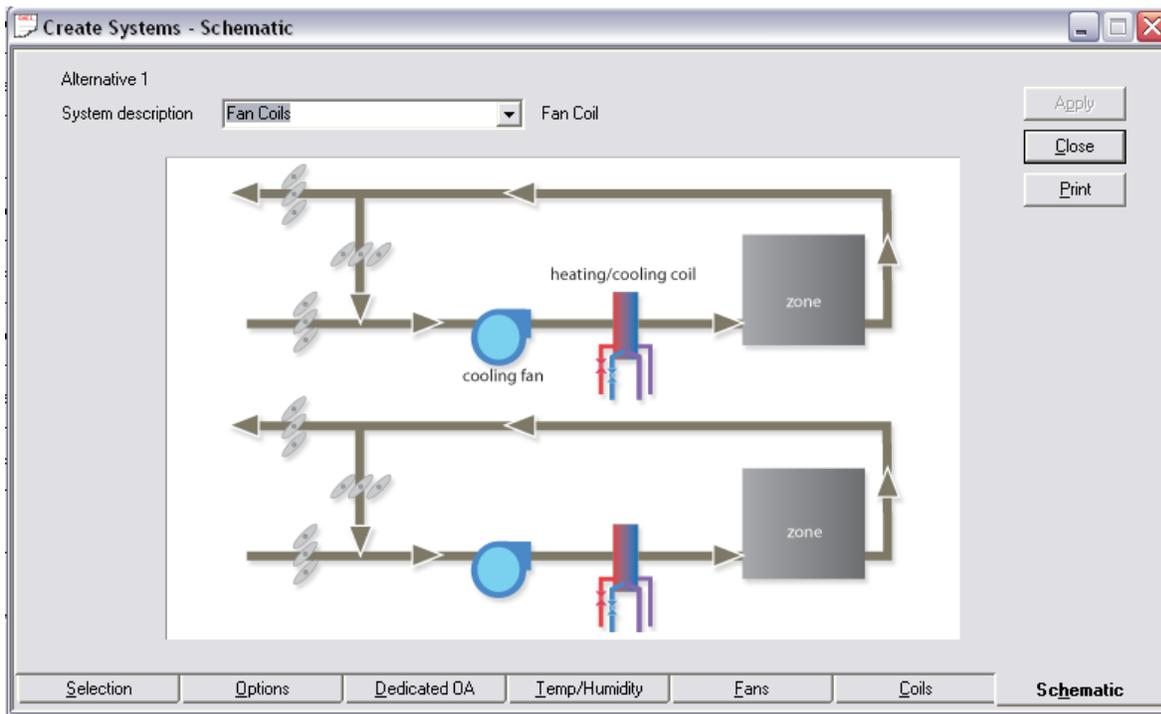 Create Systems - Schematic
Alternative 1
System description Fan Coils Fan Coil
Apply
Close
Print
heating/cooling coil
zone
cooling fan
zone
Selection Options Dedicated OA Temp/Humidity Fans Coils Schematic